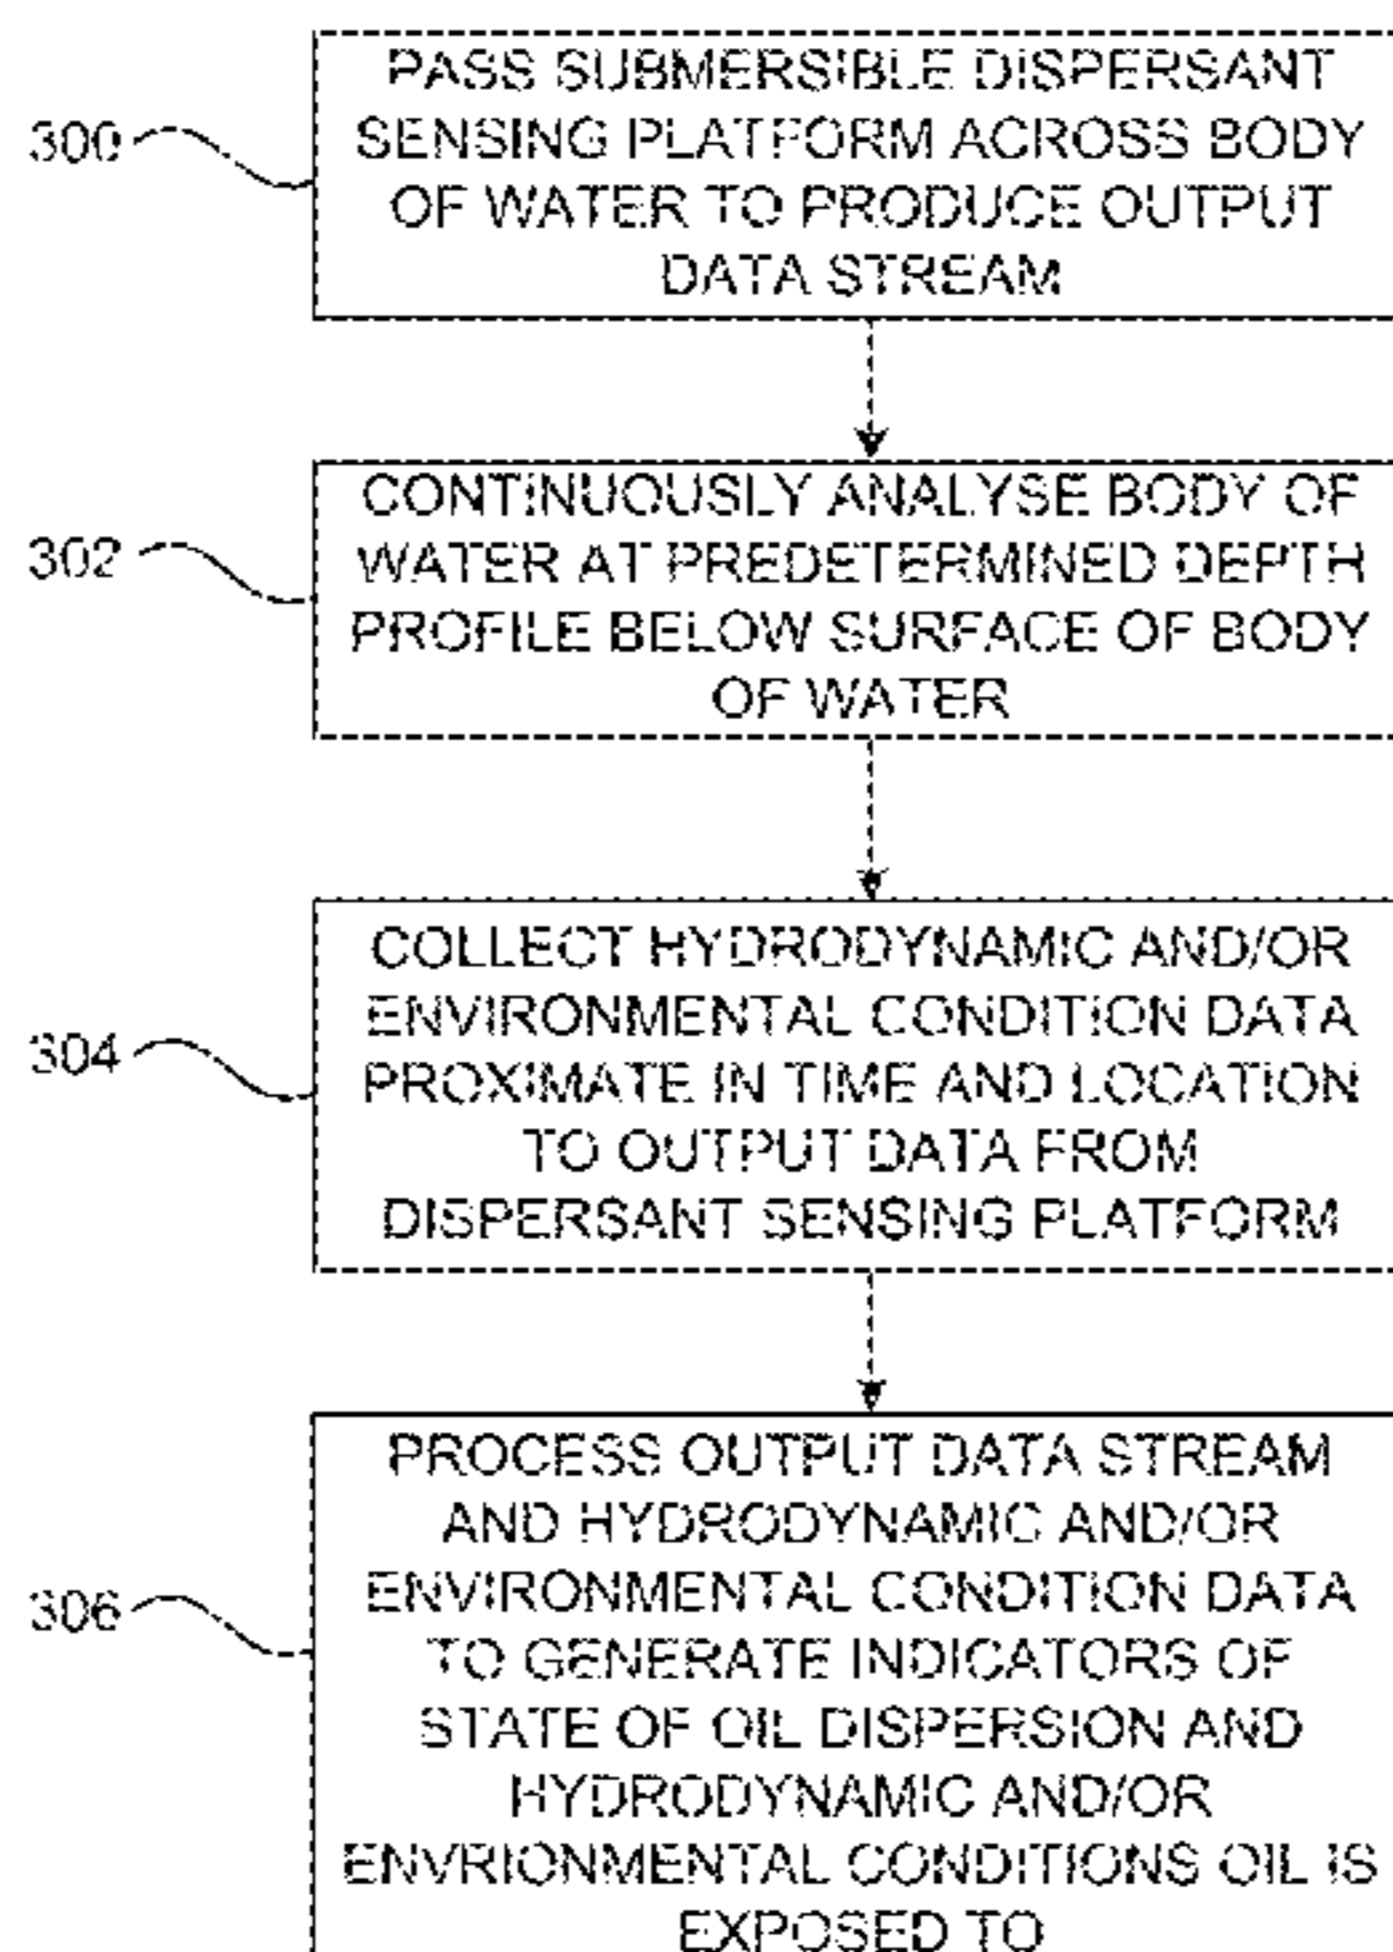 300
PASS SUBMERSIBLE DISPERSANT
SENSING PLATFORM ACROSS BODY
OF WATER TO PRODUCE OUTPUT
DATA STREAM
302
CONTINUOUSLY ANALYSE BODY OF
WATER AT PREDETERMINED DEPTH
PROFILE BELOW SURFACE OF BODY
OF WATER
304
COLLECT HYDRODYNAMIC AND/OR
ENVIRONMENTAL CONDITION DATA
PROXIMATE IN TIME AND LOCATION
TO OUTPUT DATA FROM
DISPERSANT SENSING PLATFORM
306
PROCESS OUTPUT DATA STREAM
AND HYDRODYNAMIC AND/OR
ENVIRONMENTAL CONDITION DATA
TO GENERATE INDICATORS OF
STATE OF OIL DISPERSION AND
HYDRODYNAMIC AND/OR
ENVRIONMENTAL CONDITIONS OIL IS
EXPOSED TO